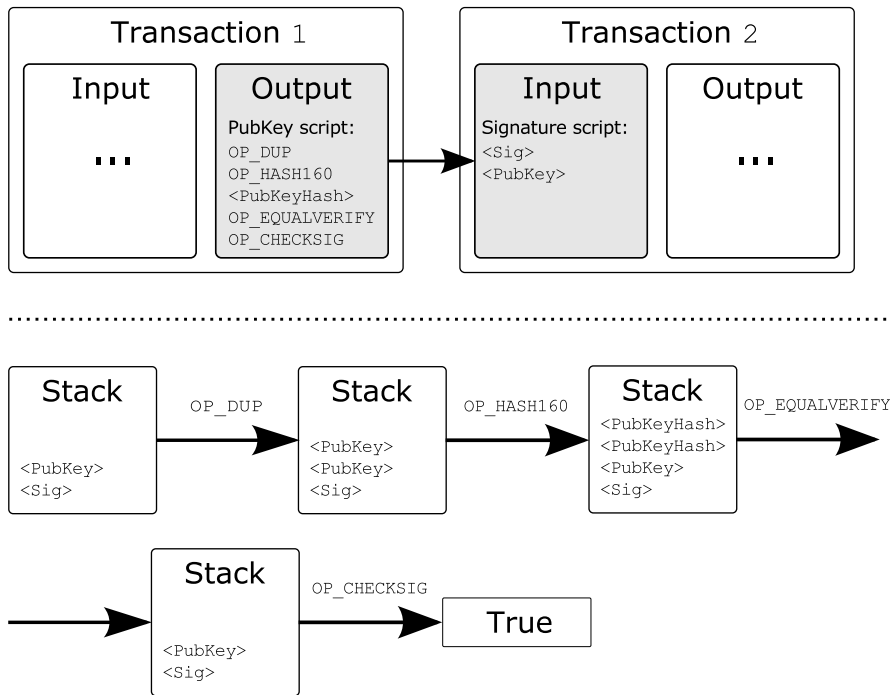 Transaction 1
Input
...
Output
PubKey script:
OP_DUP
OP_HASH160
<PubKeyHash>
OP_EQUALVERIFY
OP_CHECKSIG
Transaction 2
Input
Signature script:
<Sig>
<PubKey>
Output
...
Stack
<PubKey>
<Sig>
OP_DUP
Stack
<PubKey>
<PubKey>
<Sig>
OP_HASH160
Stack
<PubKeyHash>
<PubKeyHash>
<PubKey>
<Sig>
OP_EQUALVERIFY
Stack
<PubKey>
<Sig>
OP_CHECKSIG
True